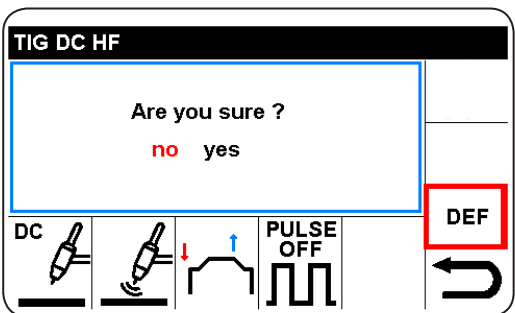 TIG DC HF
Are you sure ?
no yes
DEF
DC
PULSE
OFF